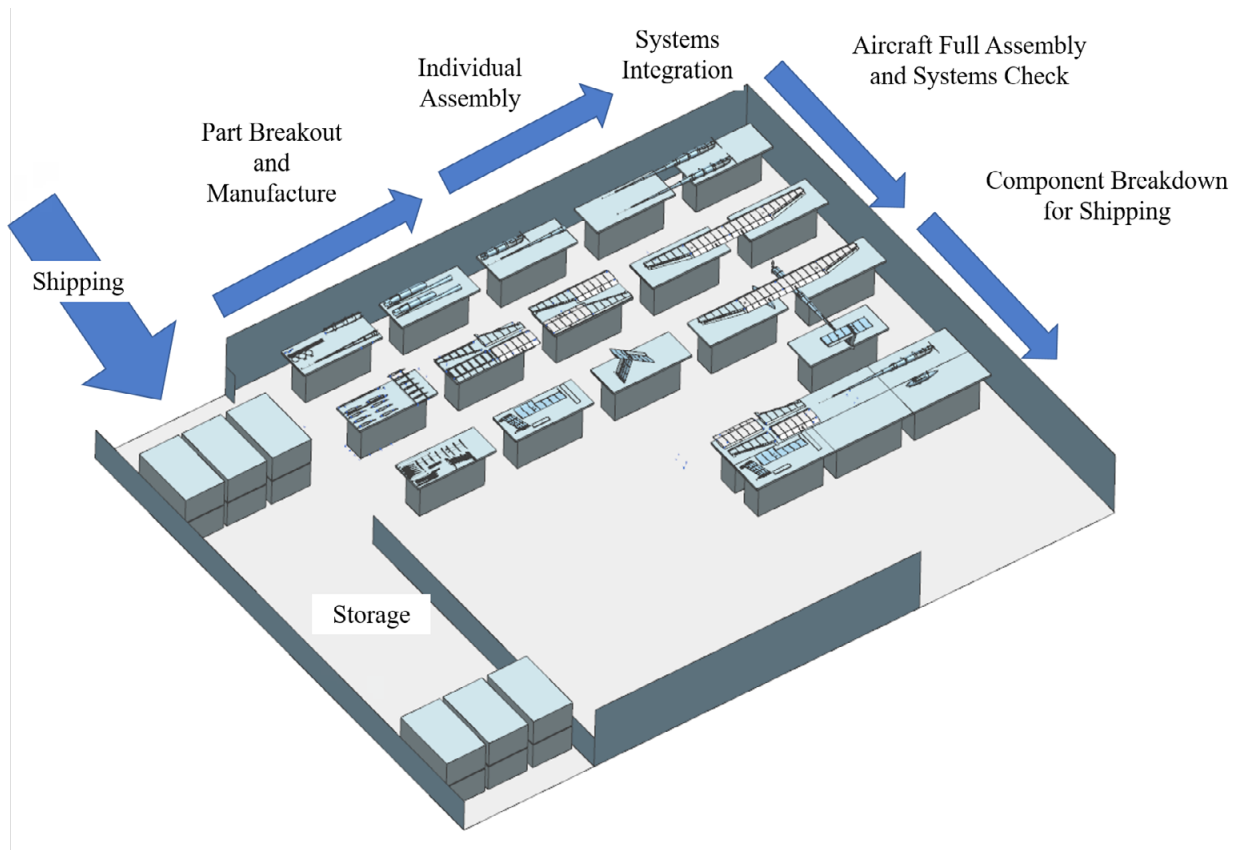 Systems
Integration
Aircraft Full Assembly
and Systems Check
Individual
Assembly
Part Breakout
and
Manufacture
Component Breakdown
for Shipping
Shipping
Storage